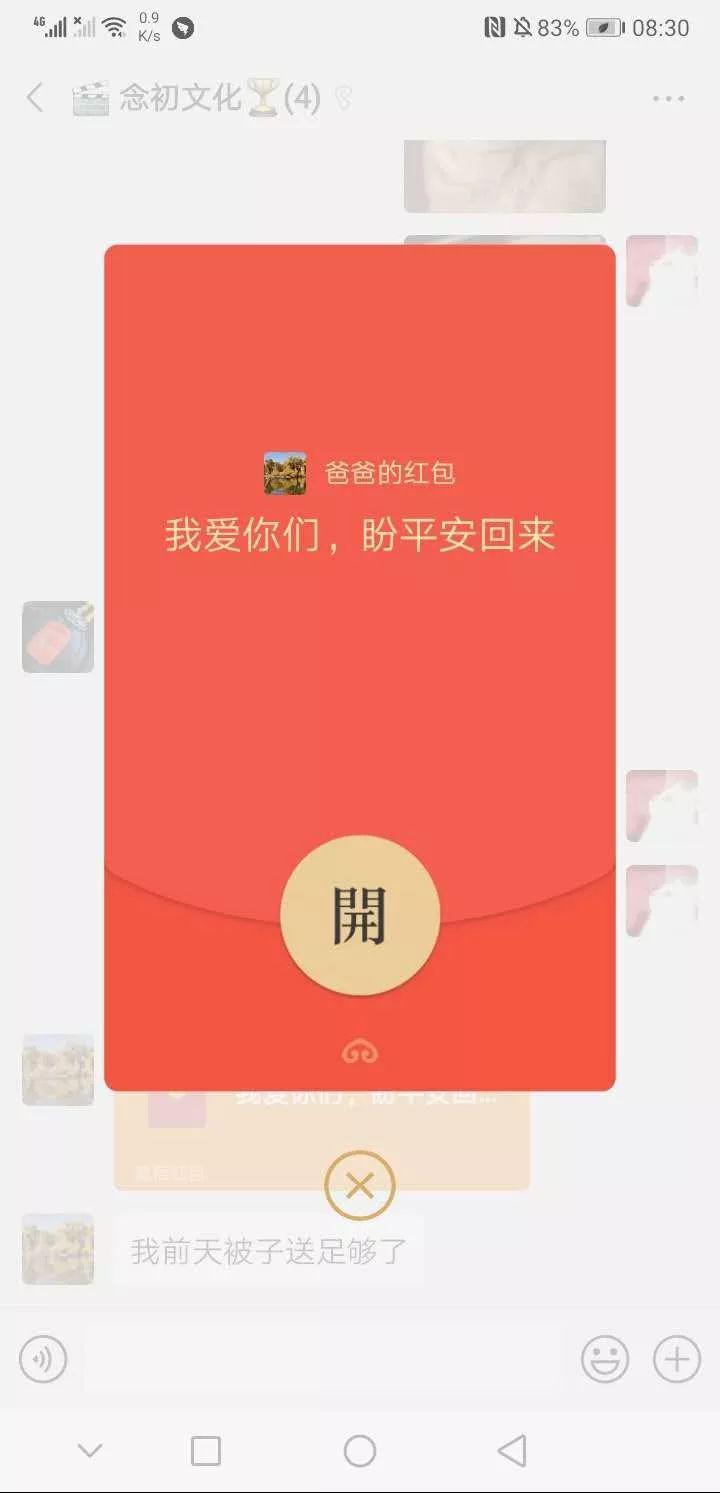 4G
0.9
K/s
83%
08:30
念初文化🏆(4)
爸爸的红包
我爱你们，盼平安回来
開
我爱你们，盼平安回...
微信红包
我前天被子送足够了